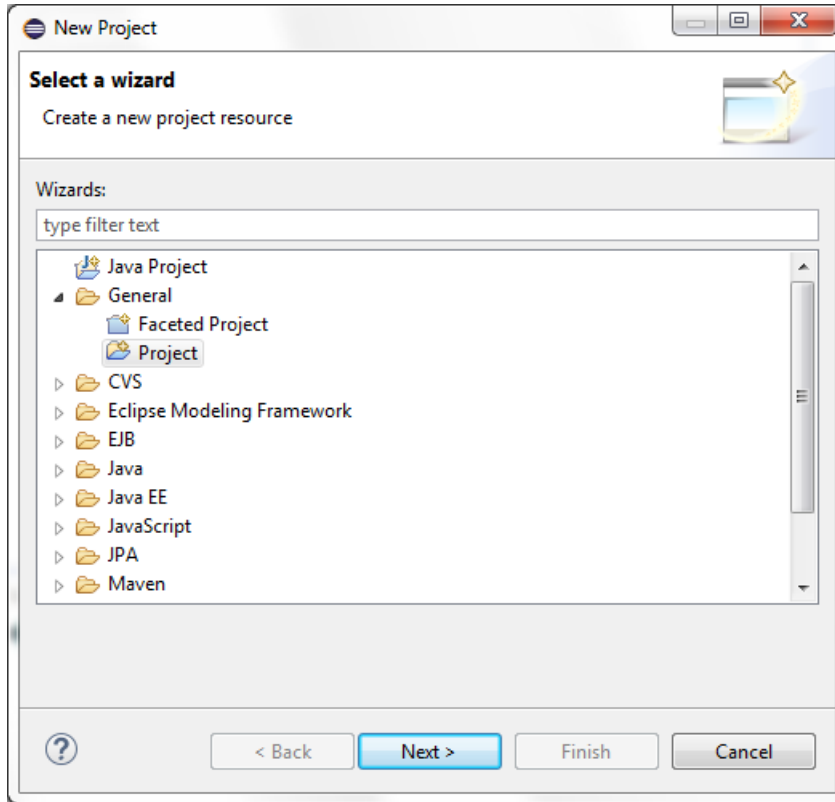 New Project
Select a wizard
Create a new project resource
Wizards:
type filter text
Java Project
General
Faceted Project
Project
CVS
Eclipse Modeling Framework
EJB
Java
Java EE
JavaScript
JPA
Maven
< Back Next > Finish Cancel